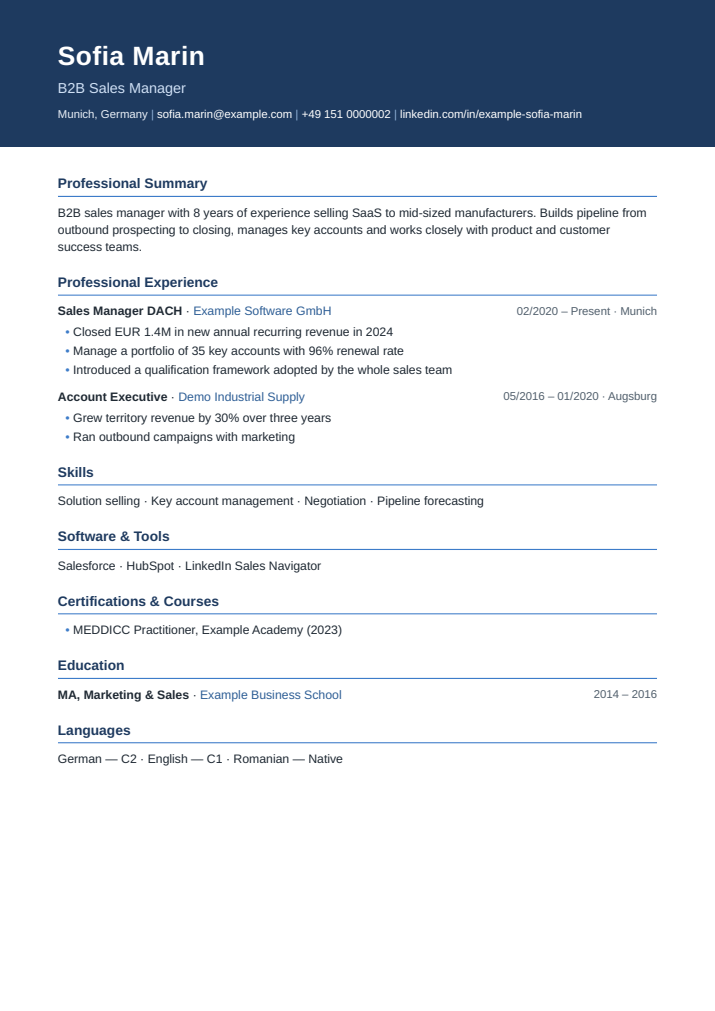 Sofia Marin
B2B Sales Manager
Munich, Germany | sofia.marin@example.com | +49 151 0000002 | linkedin.com/in/example-sofia-marin
Professional Summary
B2B sales manager with 8 years of experience selling SaaS to mid-sized manufacturers. Builds pipeline from
outbound prospecting to closing, manages key accounts and works closely with product and customer
success teams.
Professional Experience
Sales Manager DACH · Example Software GmbH 02/2020 – Present · Munich
• Closed EUR 1.4M in new annual recurring revenue in 2024
• Manage a portfolio of 35 key accounts with 96% renewal rate
• Introduced a qualification framework adopted by the whole sales team
Account Executive · Demo Industrial Supply 05/2016 – 01/2020 · Augsburg
• Grew territory revenue by 30% over three years
• Ran outbound campaigns with marketing
Skills
Solution selling · Key account management · Negotiation · Pipeline forecasting
Software & Tools
Salesforce · HubSpot · LinkedIn Sales Navigator
Certifications & Courses
• MEDDICC Practitioner, Example Academy (2023)
Education
MA, Marketing & Sales · Example Business School 2014 – 2016
Languages
German — C2 · English — C1 · Romanian — Native